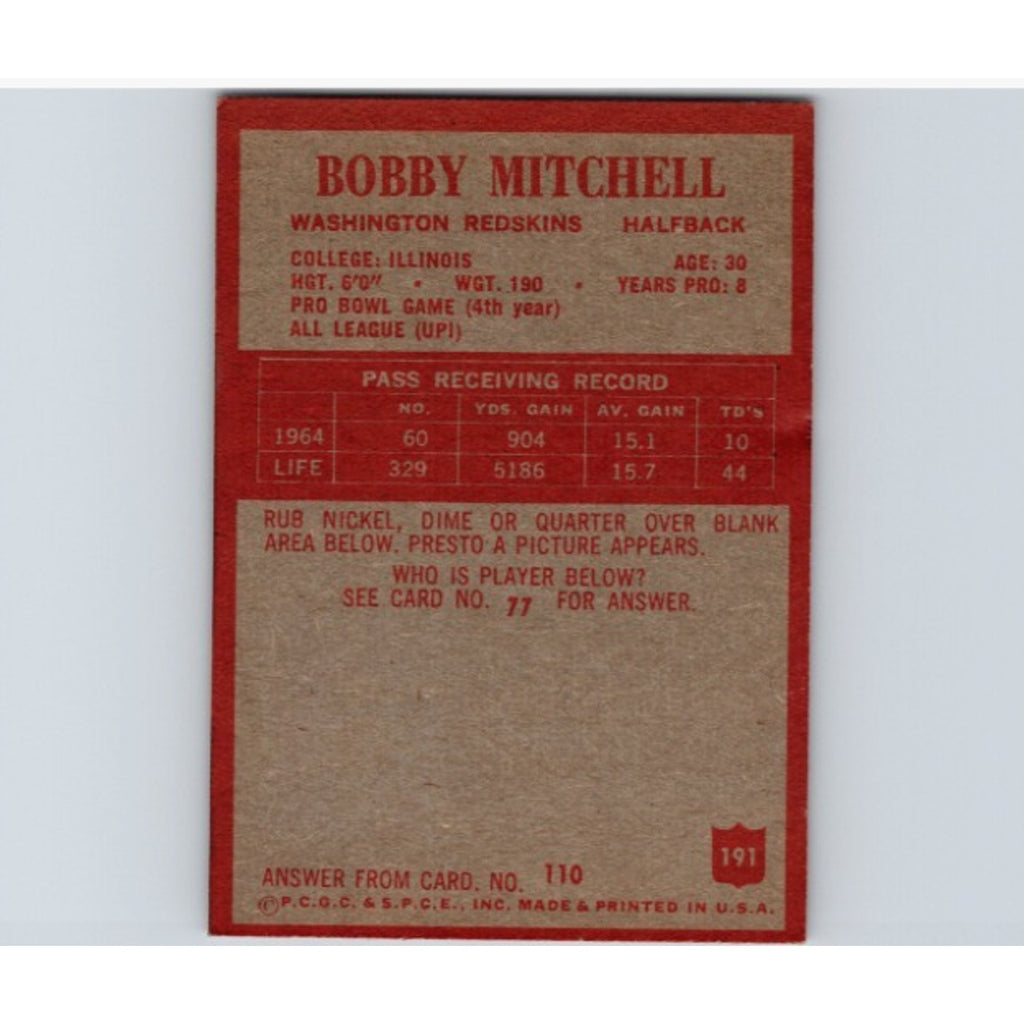 BOBBY MITCHELL
WASHINGTON REDSKINS HALFBACK
COLLEGE: ILLINOIS AGE: 30
HGT. 6'0" • WGT. 190 • YEARS PRO: 8
PRO BOWL GAME (4th year)
ALL LEAGUE (UPI)
PASS RECEIVING RECORD
NO. YDS. GAIN AV. GAIN TD'S
1964 60 904 15.1 10
LIFE 329 5186 15.7 44
RUB NICKEL, DIME OR QUARTER OVER BLANK
AREA BELOW. PRESTO A PICTURE APPEARS.
WHO IS PLAYER BELOW?
SEE CARD NO. 77 FOR ANSWER.
191
ANSWER FROM CARD. NO. 110
©P.C.G.C. & S.P.C.E., INC. MADE & PRINTED IN U.S.A.